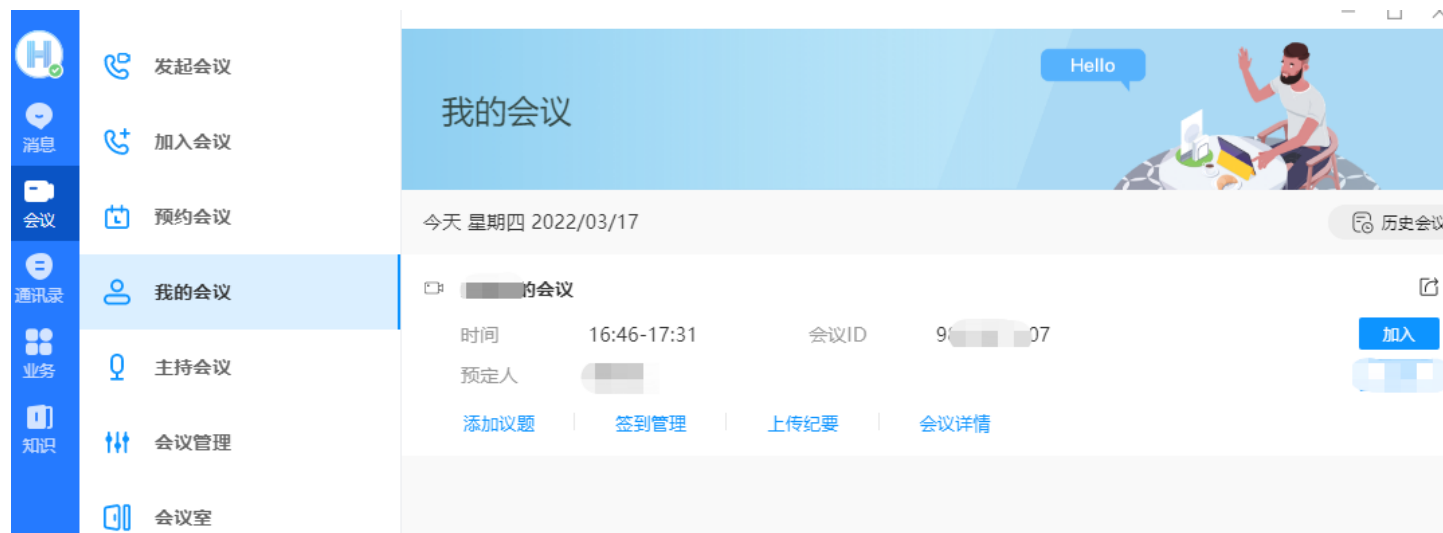 H
消息
会议
通讯录
业务
知识
发起会议
加入会议
预约会议
我的会议
主持会议
会议管理
会议室
我的会议
Hello
今天 星期四 2022/03/17
历史会议
的会议
时间 16:46-17:31 会议ID 9 07 加入
预定人
添加议题 签到管理 上传纪要 会议详情